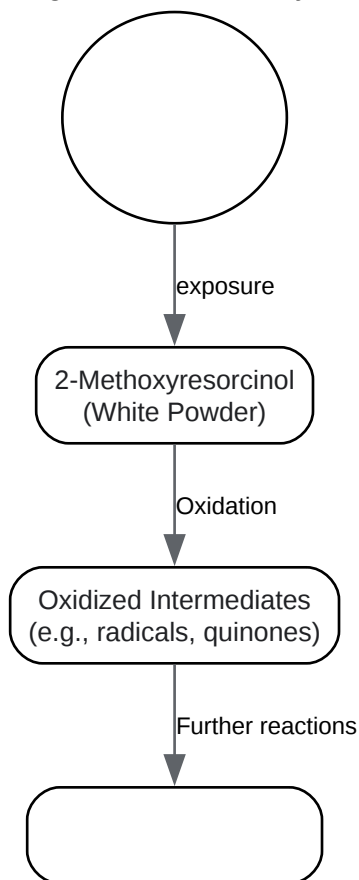 exposure
2-Methoxyresorcinol
(White Powder)
Oxidation
Oxidized Intermediates
(e.g., radicals, quinones)
Further reactions